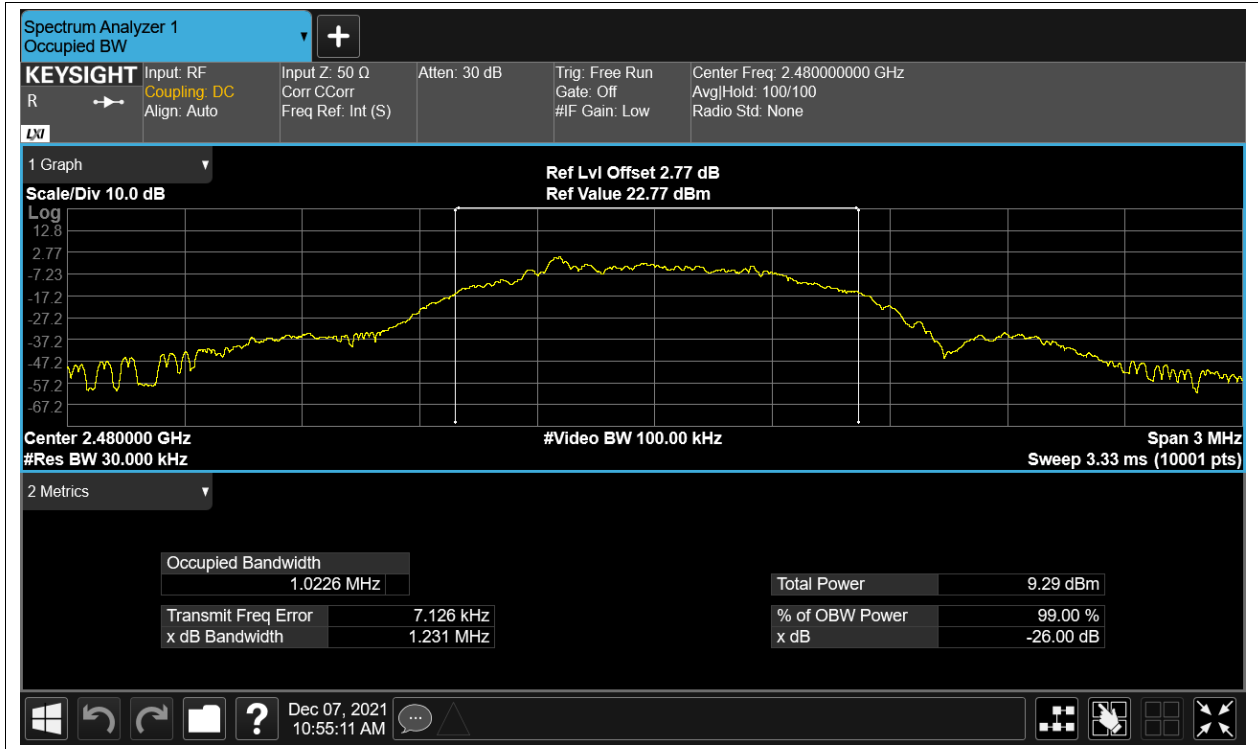 Spectrum Analyzer 1
Occupied BW
KEYSIGHT
R
LXI
Input: RF
Coupling: DC
Align: Auto
Input Z: 50 Ω
Corr CCorr
Freq Ref: Int (S)
Atten: 30 dB
Trig: Free Run
Gate: Off
#IF Gain: Low
Center Freq: 2.480000000 GHz
Avg|Hold: 100/100
Radio Std: None
1 Graph
Scale/Div 10.0 dB
Ref Lvl Offset 2.77 dB
Ref Value 22.77 dBm
Log
12.8
2.77
-7.23
-17.2
-27.2
-37.2
-47.2
-57.2
-67.2
Center 2.480000 GHz
#Res BW 30.000 kHz
#Video BW 100.00 kHz
Span 3 MHz
Sweep 3.33 ms (10001 pts)
2 Metrics
Occupied Bandwidth
1.0226 MHz
Transmit Freq Error 7.126 kHz
x dB Bandwidth 1.231 MHz
Total Power 9.29 dBm
% of OBW Power 99.00 %
x dB -26.00 dB
?
Dec 07, 2021
10:55:11 AM